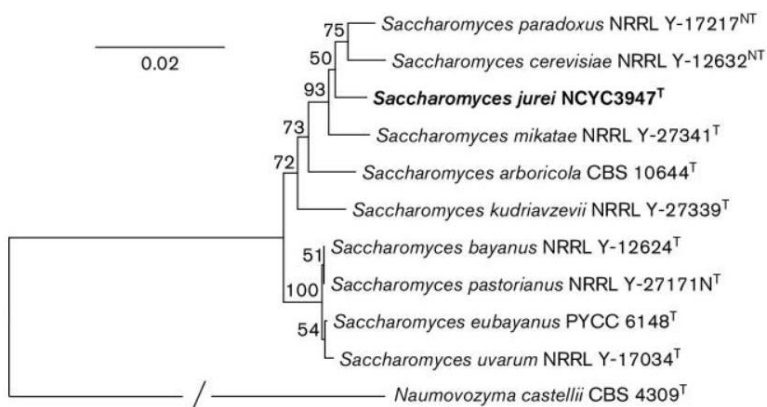 Saccharomyces paradoxus NRRL Y-17217NT
75
0.02
50
Saccharomyces cerevisiae NRRL Y-12632NT
93
Saccharomyces jurei NCYC3947T
73
Saccharomyces mikatae NRRL Y-27341T
72
Saccharomyces arboricola CBS 10644T
Saccharomyces kudriavzevii NRRL Y-27339T
51
Saccharomyces bayanus NRRL Y-12624T
100
Saccharomyces pastorianus NRRL Y-27171NT
54
Saccharomyces eubayanus PYCC 6148T
Saccharomyces uvarum NRRL Y-17034T
Naumovozyma castellii CBS 4309T